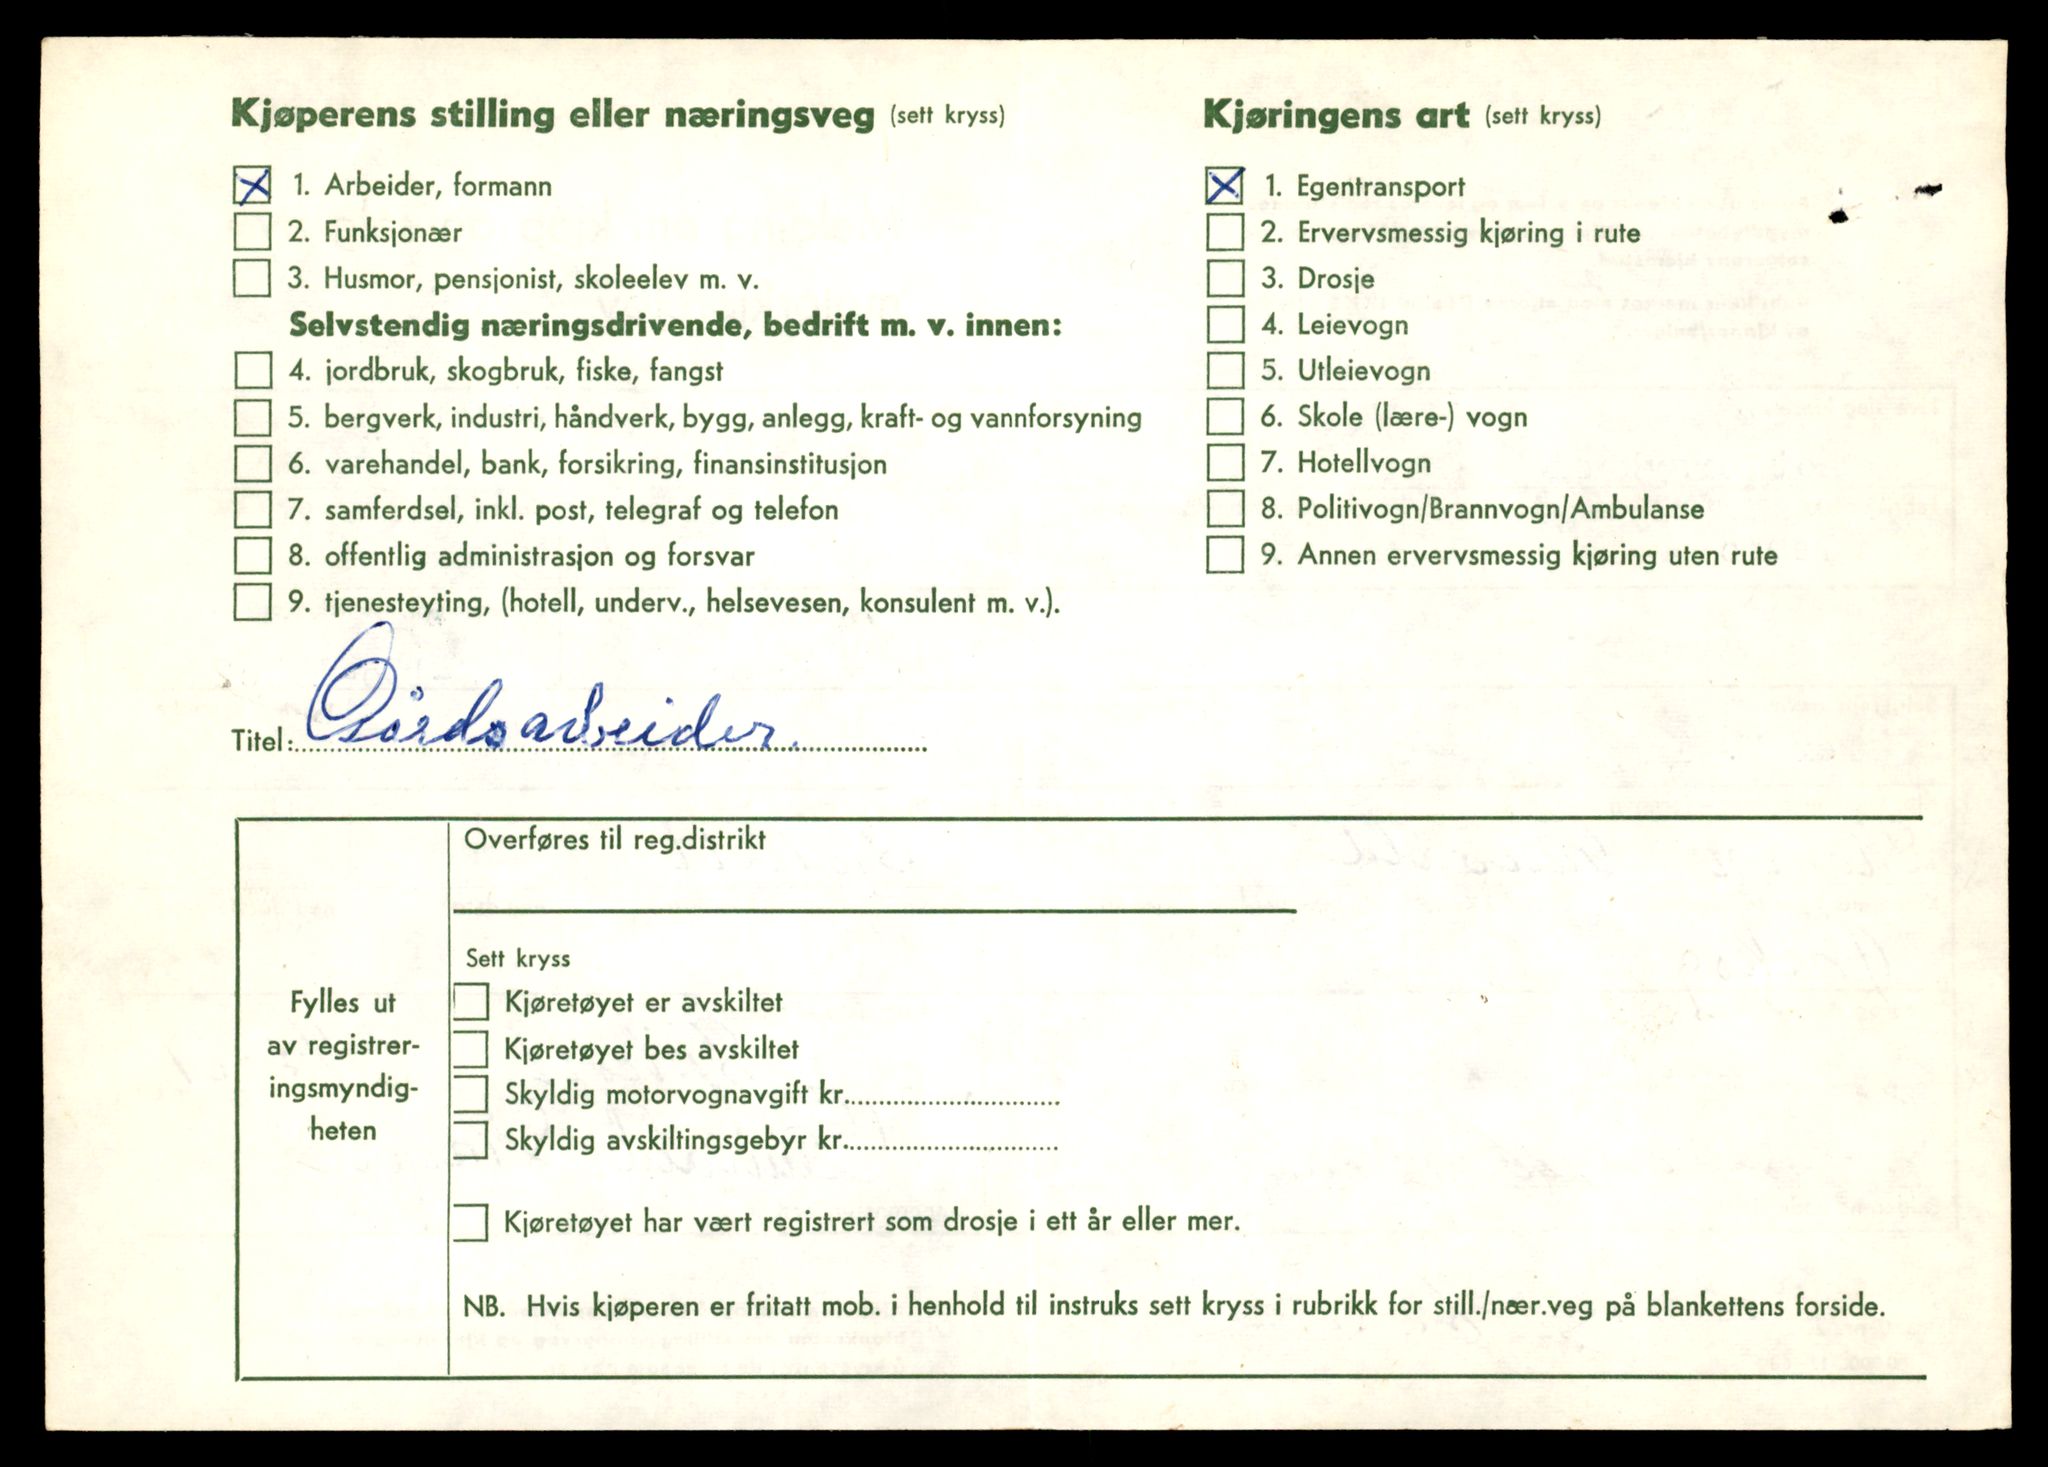 Kjøperens stilling eller næringsveg (sett kryss)
1. Arbeider, formann
2. Funksjonær
3. Husmor, pensjonist, skoleelev m. v.
Selvstendig næringsdrivende, bedrift m. v. innen:
4. jordbruk, skogbruk, fiske, fangst
5. bergverk, industri, håndverk, bygg, anlegg, kraft- og vannforsyning
6. varehandel, bank, forsikring, finansinstitusjon
7. samferdsel, inkl. post, telegraf og telefon
8. offentlig administrasjon og forsvar
9. tjenesteyting, (hotell, underv., helsevesen, konsulent m. v.).
Titel: Gårdsarbeider.
Kjøringens art (sett kryss)
1. Egentransport
2. Ervervsmessig kjøring i rute
3. Drosje
4. Leievogn
5. Utleievogn
6. Skole (lære-) vogn
7. Hotellvogn
8. Politivogn/Brannvogn/Ambulanse
9. Annen ervervsmessig kjøring uten rute
Fylles ut
av registrer-
ingsmyndig-
heten
Overføres til reg.distrikt
Sett kryss
Kjøretøyet er avskiltet
Kjøretøyet bes avskiltet
Skyldig motorvognavgift kr.
Skyldig avskiltingsgebyr kr.
Kjøretøyet har vært registrert som drosje i ett år eller mer.
NB. Hvis kjøperen er fritatt mob. i henhold til instruks sett kryss i rubrikk for still./nær.veg på blankettens forside.